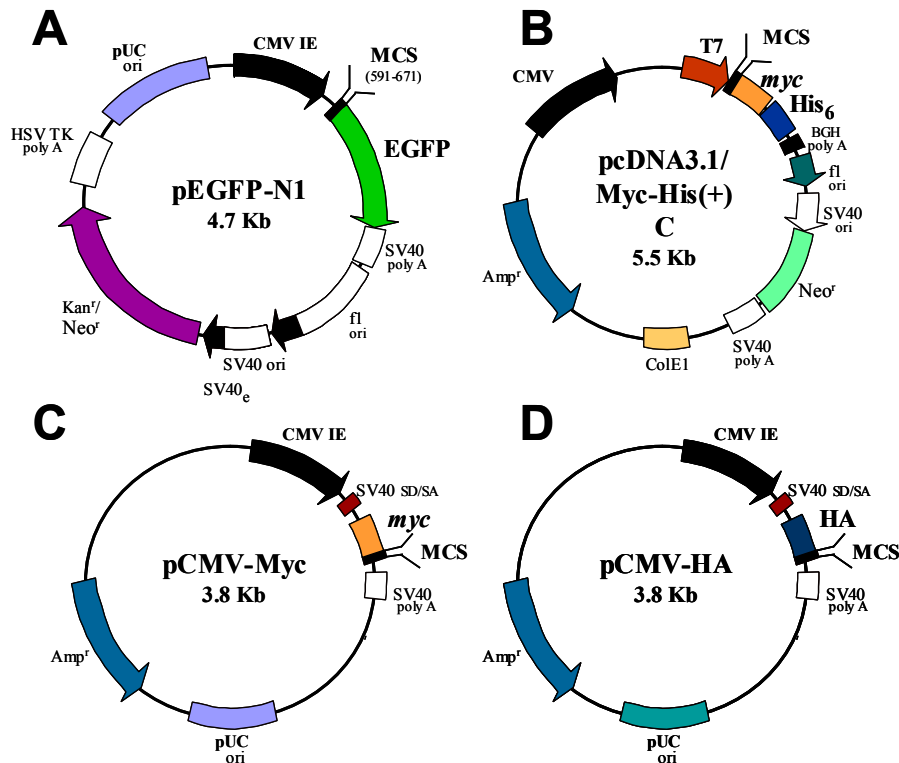 A
pUC
ori
CMV IE
MCS
(591-671)
HSV TK
poly A
EGFP
pEGFP-N1
4.7 Kb
SV40
poly A
Kanr/
Neor
f1
ori
SV40 ori
SV40e
B
T7
MCS
CMV
myc
His6
BGH
poly A
pcDNA3.1/
Myc-His(+)
C
5.5 Kb
f1
ori
SV40
ori
Ampr
Neor
SV40
poly A
ColE1
C
CMV IE
SV40 SD/SA
myc
MCS
pCMV-Myc
3.8 Kb
SV40
poly A
Ampr
pUC
ori
D
CMV IE
SV40 SD/SA
HA
MCS
pCMV-HA
3.8 Kb
SV40
poly A
Ampr
pUC
ori